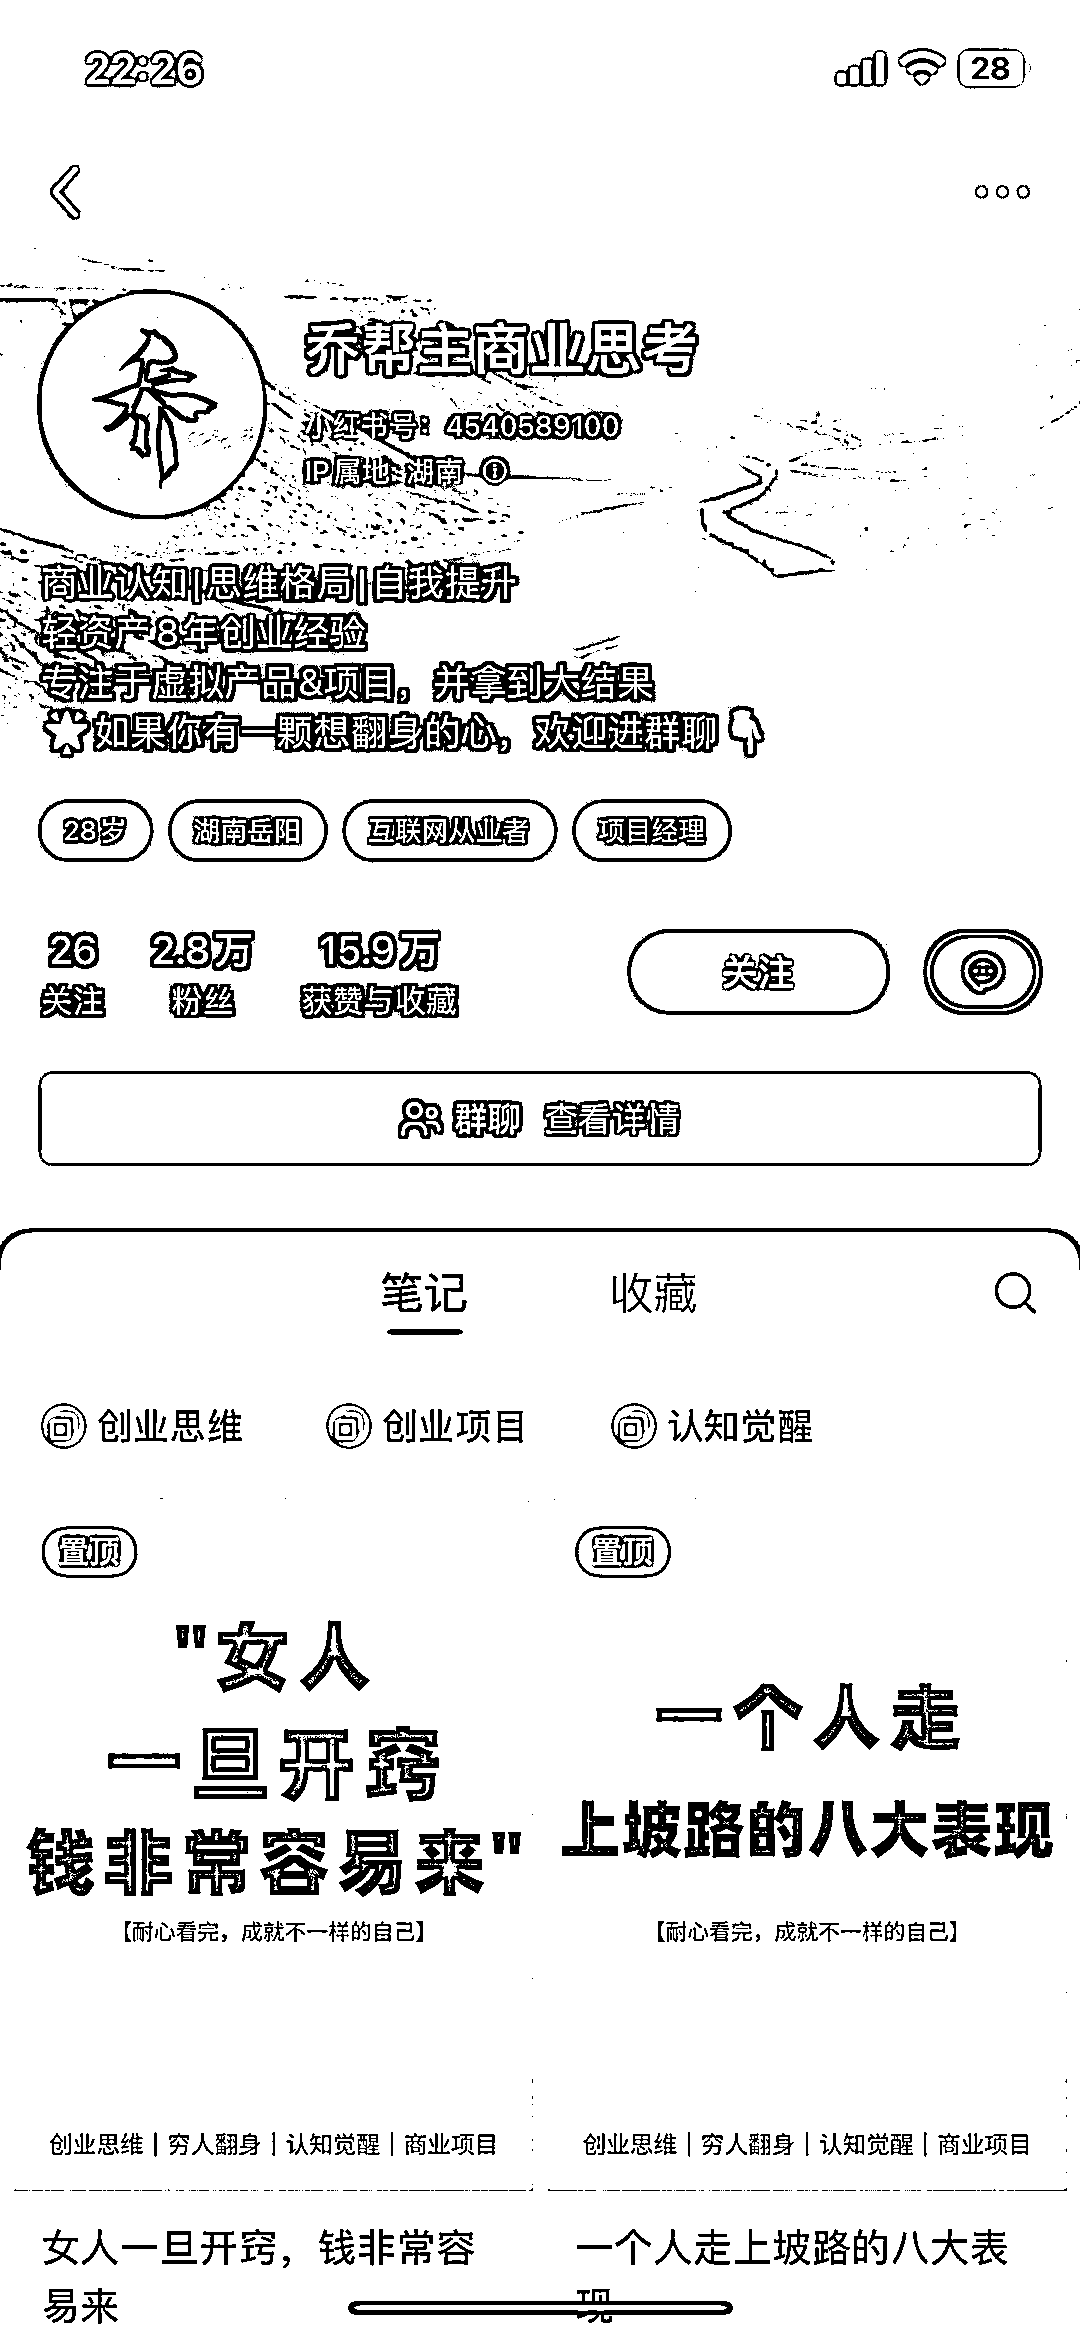 22:26
28
乔
乔帮主商业思考
小红书号：4540589100
IP属地：湖南
商业认知|思维格局|自我提升
轻资产8年创业经验
专注于虚拟产品&项目，并拿到大结果
如果你有一颗想翻身的心，欢迎进群聊
28岁 湖南岳阳 互联网从业者 项目经理
26 2.8万 15.9万
关注 粉丝 获赞与收藏
关注
群聊 查看详情
笔记 收藏
创业思维 创业项目 认知觉醒
置顶
"女人
一旦开窍
钱非常容易来"
【耐心看完，成就不一样的自己】
创业思维｜穷人翻身｜认知觉醒｜商业项目
女人一旦开窍，钱非常容
易来
置顶
一个人走
上坡路的八大表现
【耐心看完，成就不一样的自己】
创业思维｜穷人翻身｜认知觉醒｜商业项目
一个人走上坡路的八大表
现